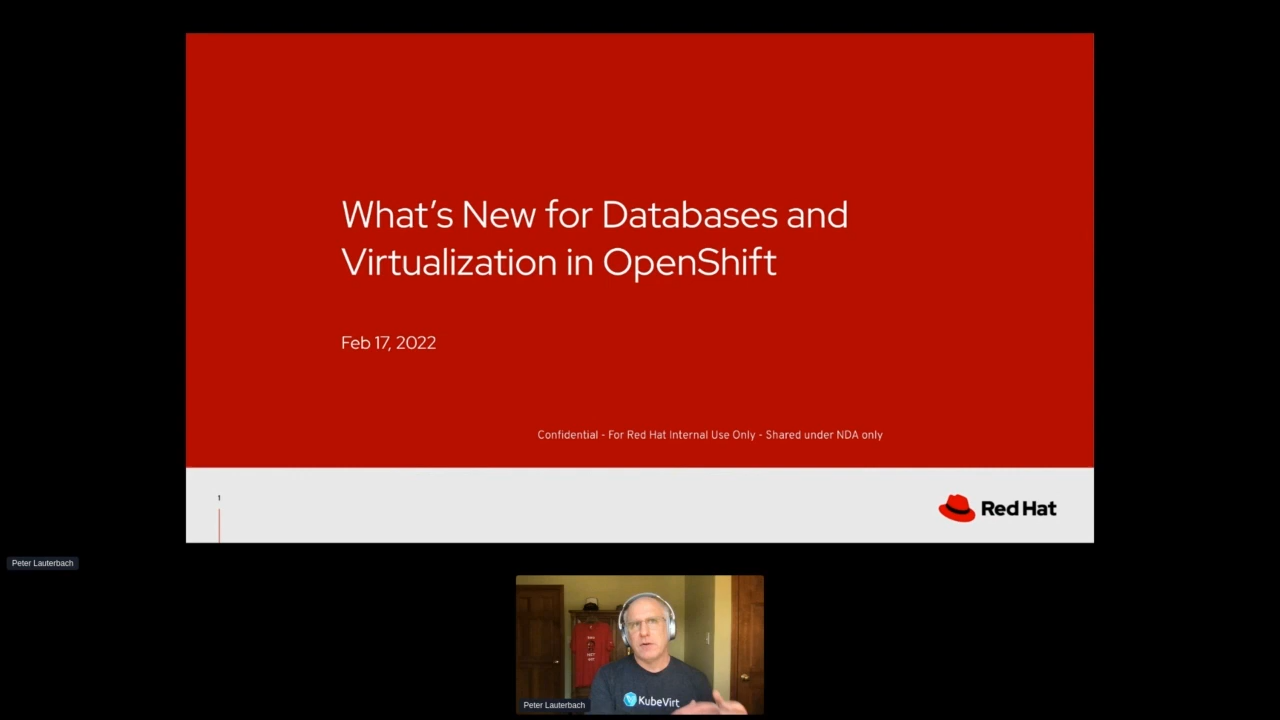 What's New for Databases and
Virtualization in OpenShift
Feb 17, 2022
Confidential - For Red Hat Internal Use Only - Shared under NDA only
1
Red Hat
Peter Lauterbach
KubeVirt
Peter Lauterbach